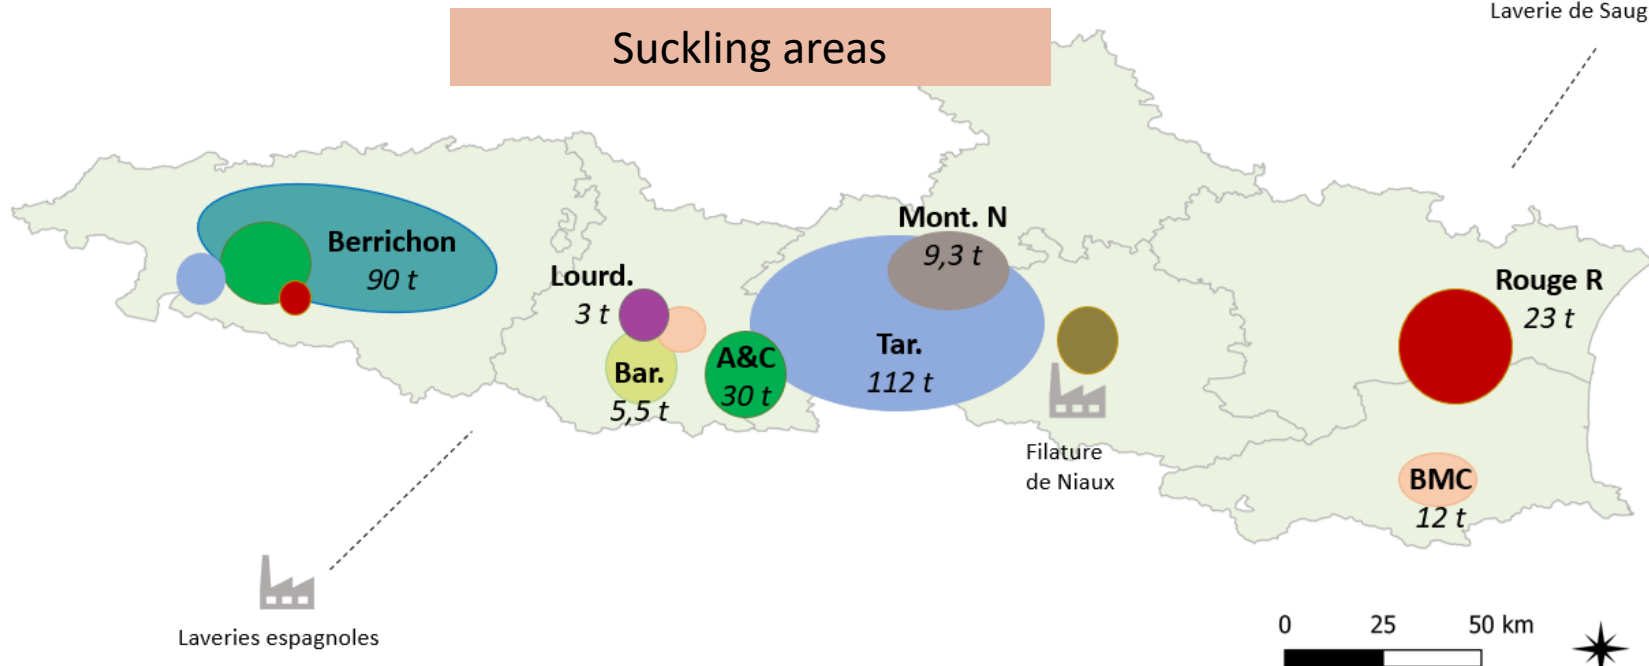 Laverie de Saug
Suckling areas
Mont. N
9,3 t
Berrichon
90 t
Lourd.
3 t
Rouge R
23 t
Tar.
112 t
A&C
30 t
Bar.
5,5 t
Filature
de Niaux
BMC
12 t
Laveries espagnoles
0 25 50 km